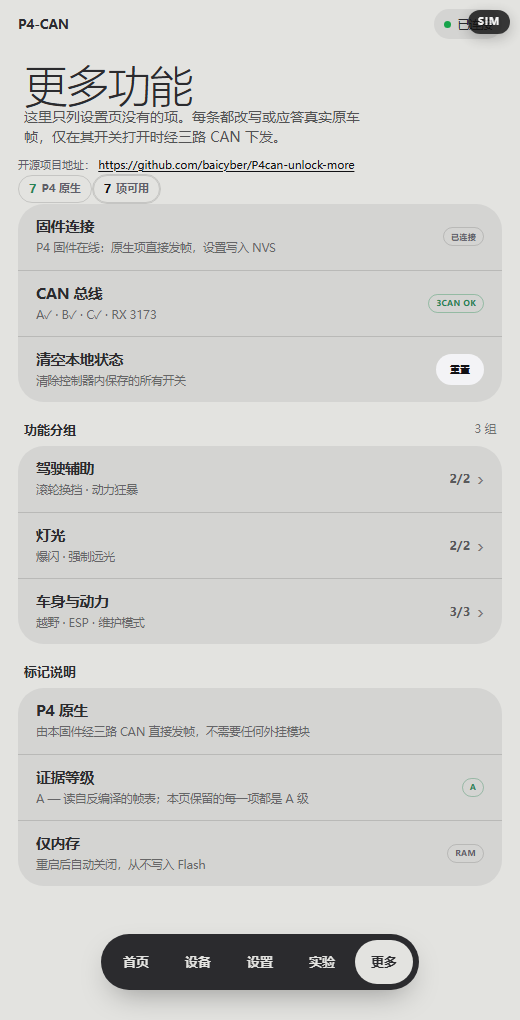 P4-CAN
已
SIM
更多功能
这里只列设置页没有的项。每条都改写或应答真实原车
帧，仅在其开关打开时经三路 CAN 下发。
开源项目地址： https://github.com/baicyber/P4can-unlock-more
7 P4 原生 7 项可用
固件连接
P4 固件在线：原生项直接发帧，设置写入 NVS
已连接
CAN 总线
A✓ · B✓ · C✓ · RX 3173
3CAN OK
清空本地状态
清除控制器内保存的所有开关
重置
功能分组 3 组
驾驶辅助
滚轮换挡 · 动力狂暴
2/2 ›
灯光
爆闪 · 强制远光
2/2 ›
车身与动力
越野 · ESP · 维护模式
3/3 ›
标记说明
P4 原生
由本固件经三路 CAN 直接发帧，不需要任何外挂模块
证据等级
A — 读自反编译的帧表；本页保留的每一项都是 A 级
A
仅内存
重启后自动关闭，从不写入 Flash
RAM
首页 设备 设置 实验 更多